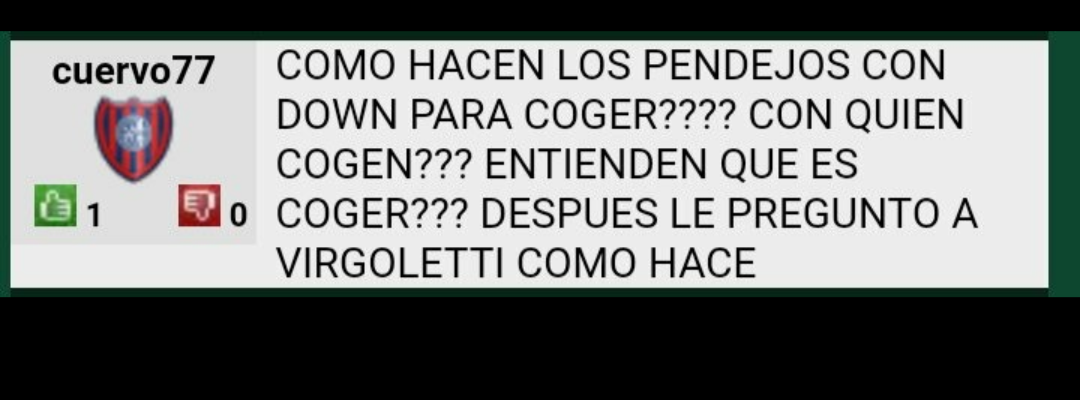 cuervo77
1
0
COMO HACEN LOS PENDEJOS CON
DOWN PARA COGER???? CON QUIEN
COGEN??? ENTIENDEN QUE ES
COGER??? DESPUES LE PREGUNTO A
VIRGOLETTI COMO HACE